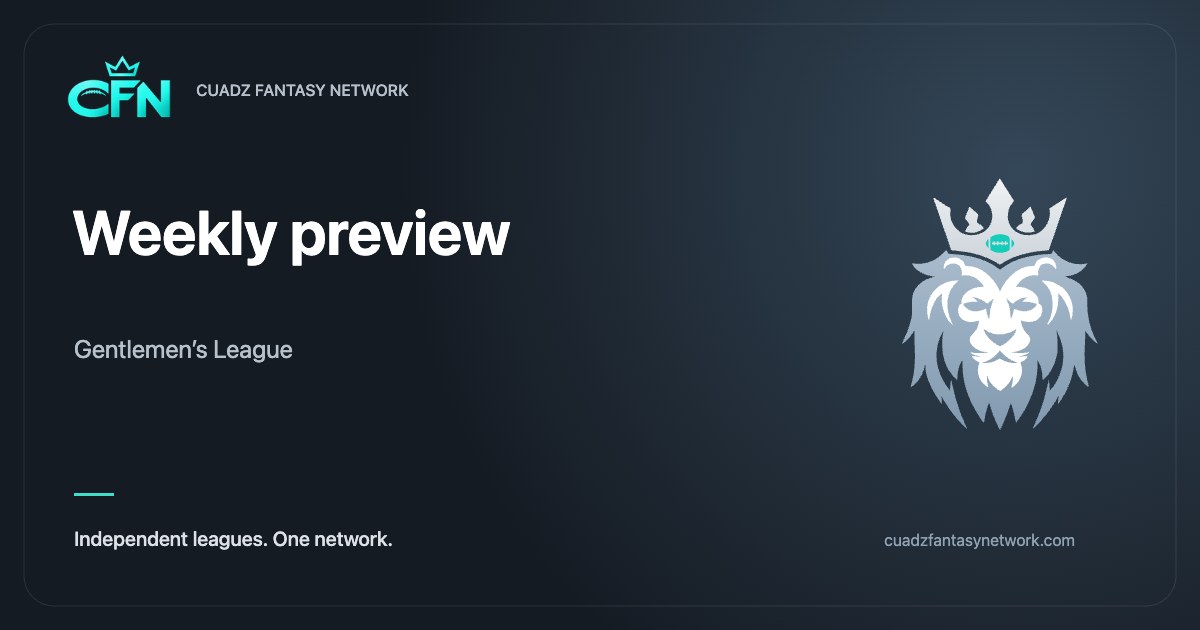 CFN
CUADZ FANTASY NETWORK
Weekly preview
Gentlemen’s League
Independent leagues. One network.
cuadzfantasynetwork.com